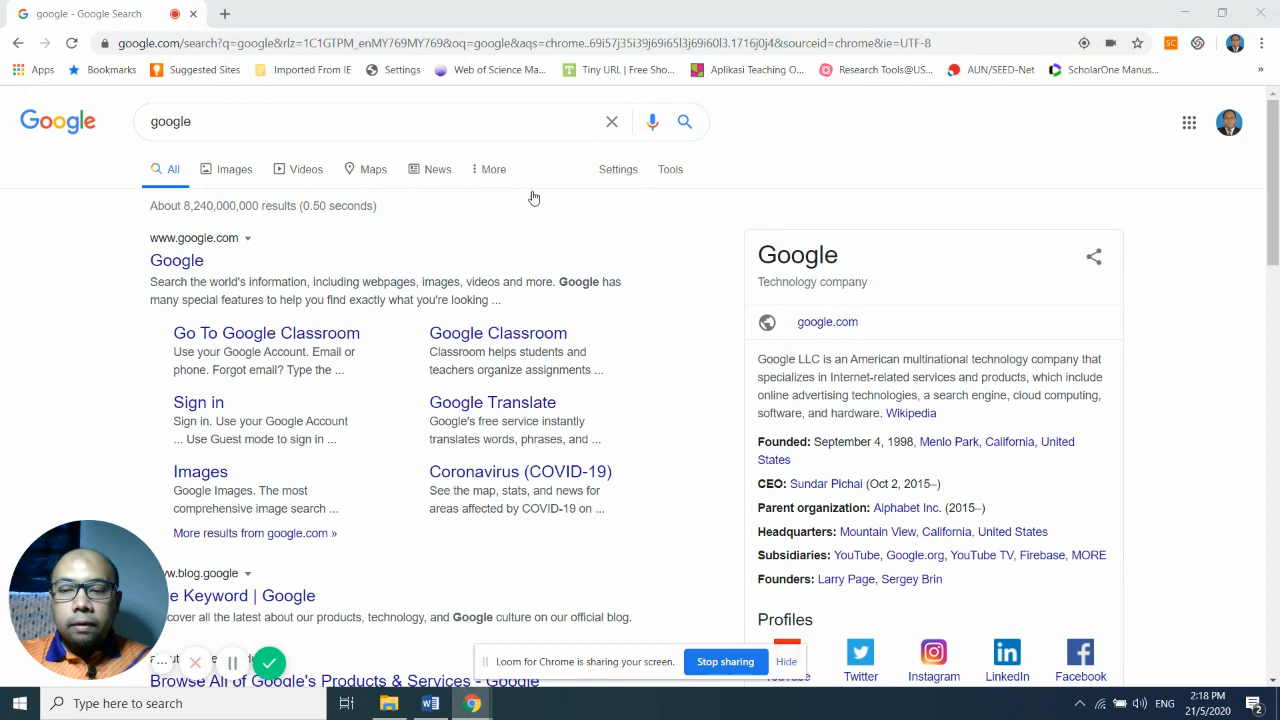 google - Google Search
google.com/search?q=google&rlz=1C1GTPM_enMY769MY769&oq=google&aqs=chrome..69i57j35i39j69i65l3j69i60l3.1716j0j4&sourceid=chrome&ie=UTF-8
Apps Bookmarks Suggested Sites Imported From IE Settings Web of Science Ma... Tiny URL | Free Sho... Aplikasi Teaching O... Research Tools@US... AUN/SEED-Net ScholarOne Manus... »
Google google
All Images Videos Maps News More Settings Tools
About 8,240,000,000 results (0.50 seconds)
www.google.com
Google
Search the world's information, including webpages, images, videos and more. Google has
many special features to help you find exactly what you're looking ...
Go To Google Classroom
Use your Google Account. Email or
phone. Forgot email? Type the ...
Google Classroom
Classroom helps students and
teachers organize assignments ...
Sign in
Sign in. Use your Google Account
... Use Guest mode to sign in ...
Google Translate
Google's free service instantly
translates words, phrases, and ...
Images
Google Images. The most
comprehensive image search ...
Coronavirus (COVID-19)
See the map, stats, and news for
areas affected by COVID-19 on ...
More results from google.com »
.blog.google
Keyword | Google
cover all the latest about our products, technology, and Google culture on our official blog.
Browse All of Google's Products & Services - Google
Google
Technology company
google.com
Google LLC is an American multinational technology company that
specializes in Internet-related services and products, which include
online advertising technologies, a search engine, cloud computing,
software, and hardware. Wikipedia
Founded: September 4, 1998, Menlo Park, California, United
States
CEO: Sundar Pichai (Oct 2, 2015–)
Parent organization: Alphabet Inc. (2015–)
Headquarters: Mountain View, California, United States
Subsidiaries: YouTube, Google.org, YouTube TV, Firebase, MORE
Founders: Larry Page, Sergey Brin
Profiles
YouTube Twitter Instagram LinkedIn Facebook
Loom for Chrome is sharing your screen. Stop sharing Hide
Type here to search
ENG
2:18 PM
21/5/2020
2